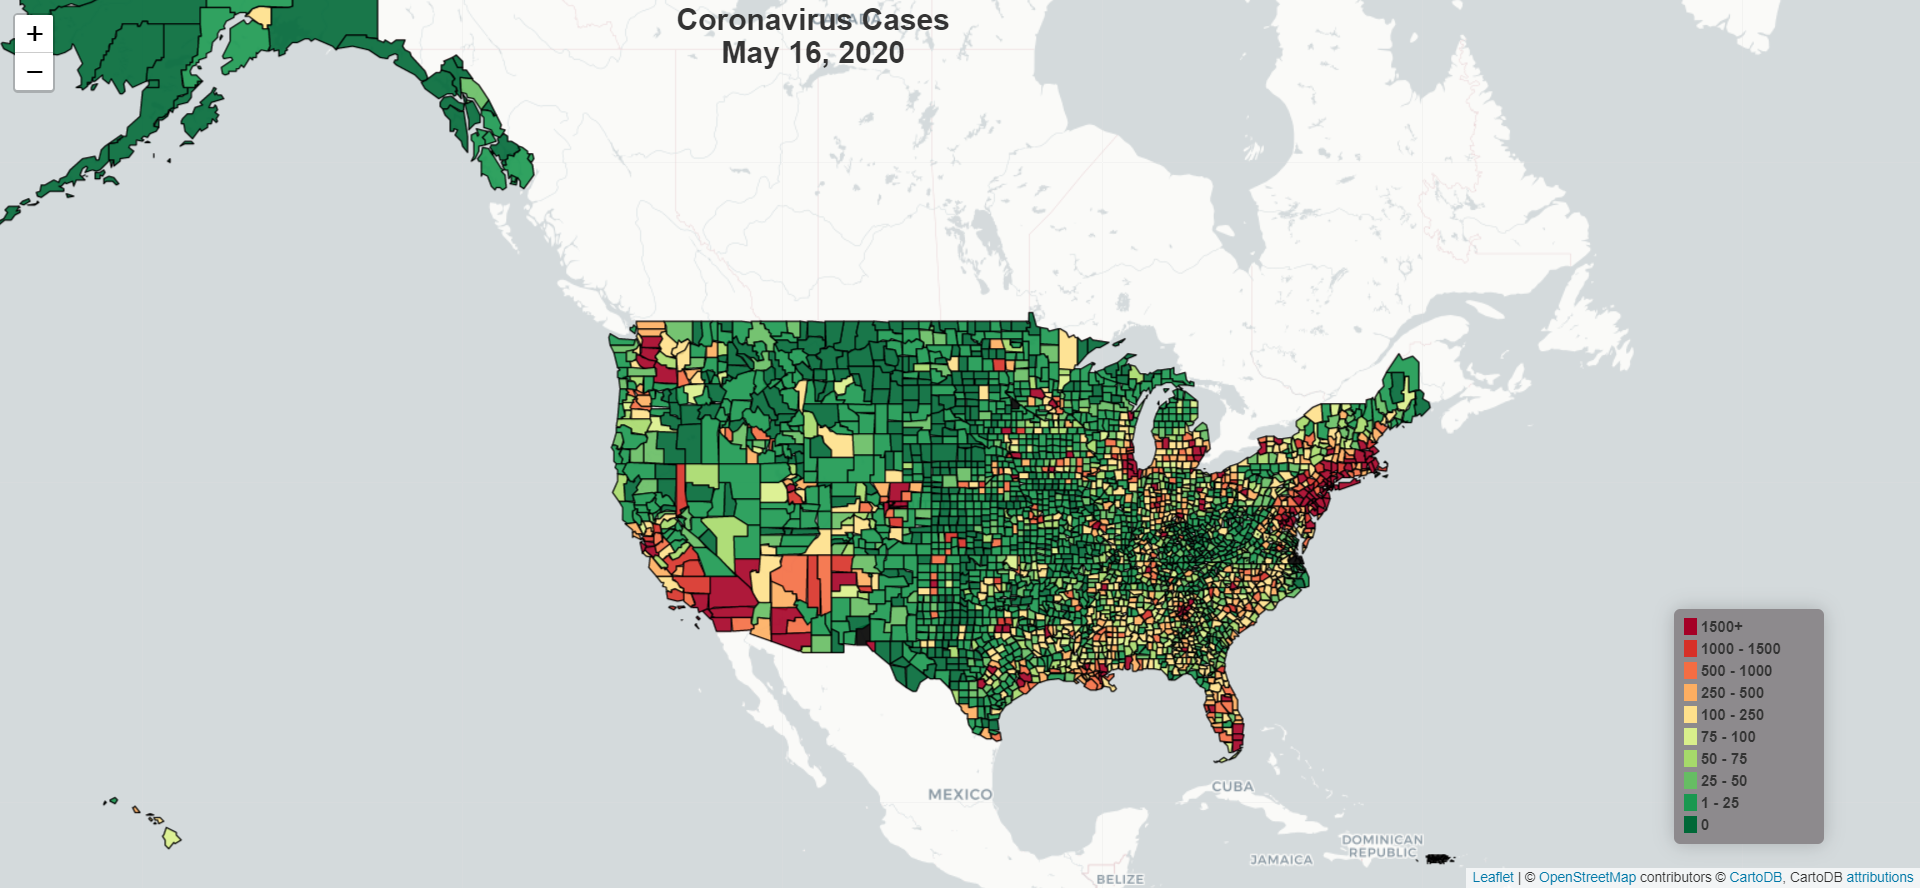 +
−
CANADA
Coronavirus Cases
May 16, 2020
1500+
1000 - 1500
500 - 1000
250 - 500
100 - 250
75 - 100
50 - 75
25 - 50
1 - 25
0
MEXICO
CUBA
DOMINICAN
REPUBLIC
JAMAICA
BELIZE
Leaflet | © OpenStreetMap contributors © CartoDB, CartoDB attributions